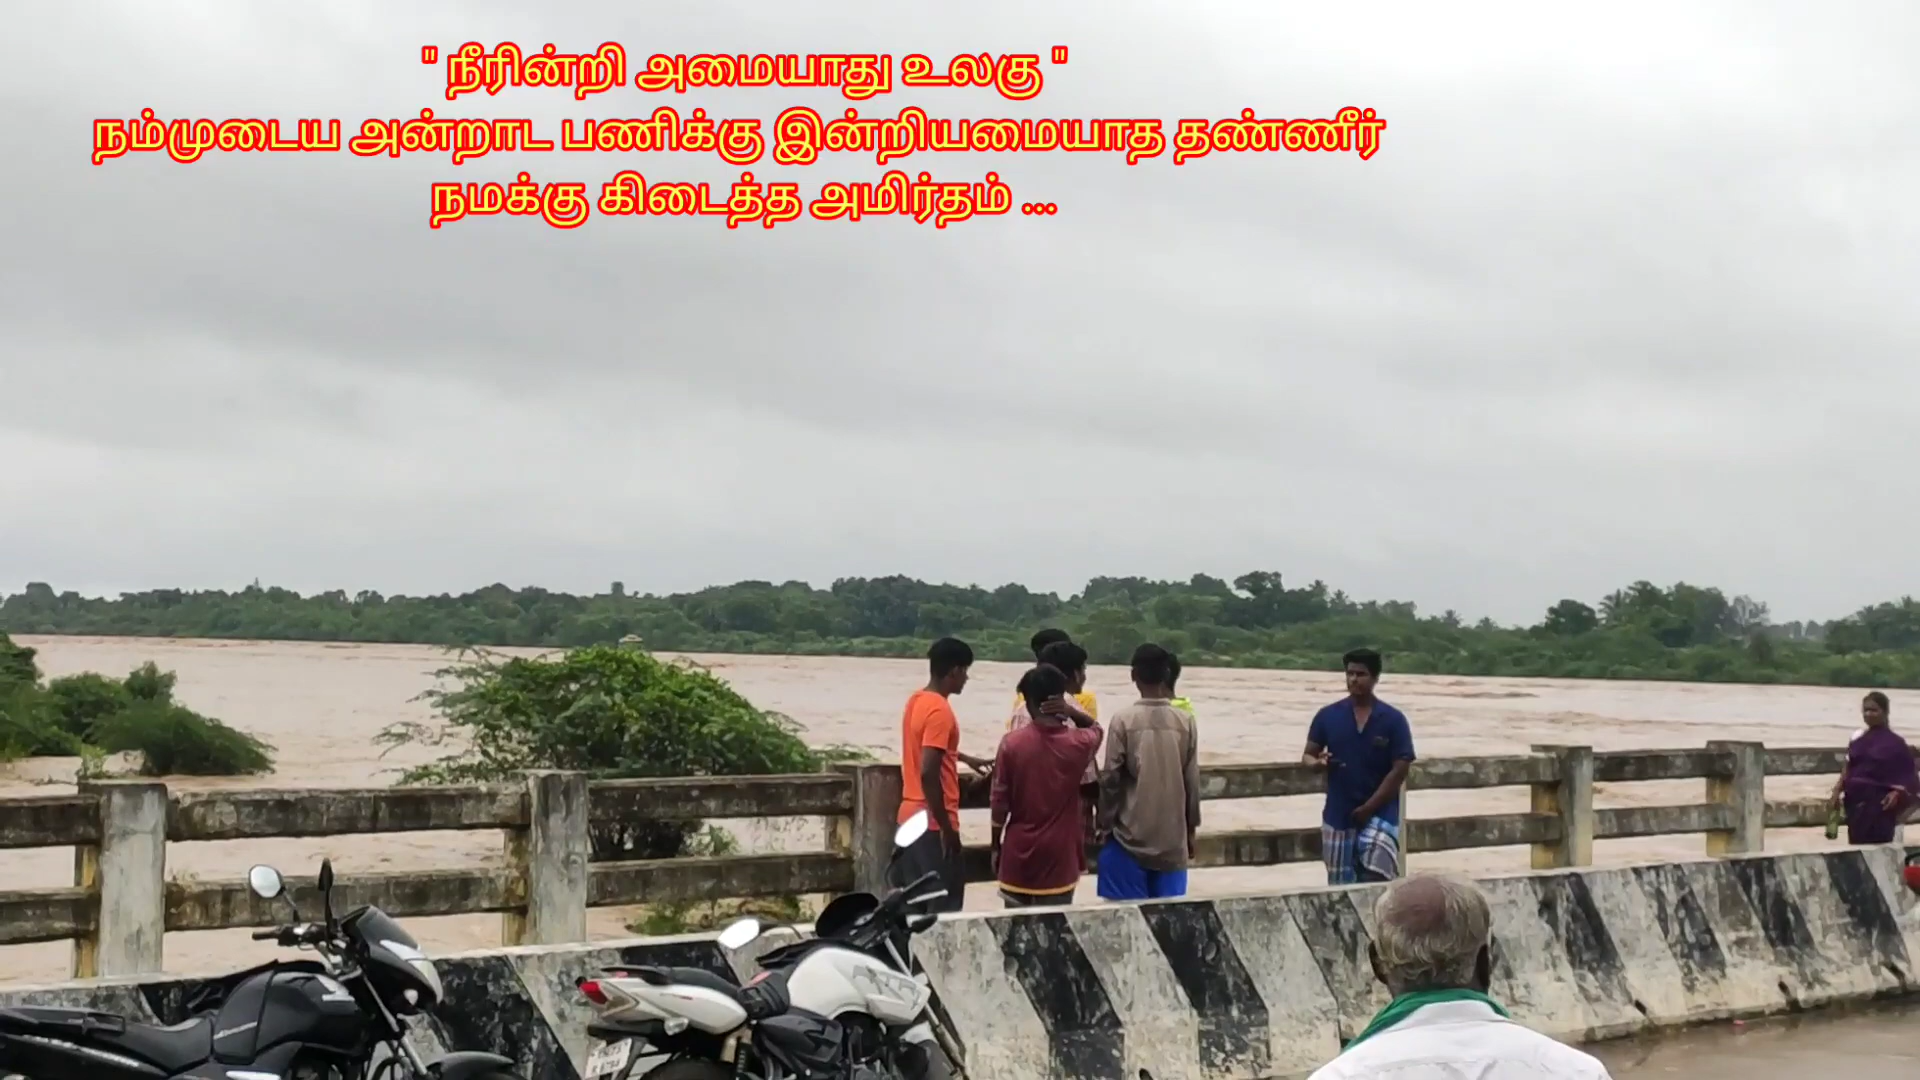 " நீரின்றி அமையாது உலகு "
நம்முடைய அன்றாட பணிக்கு இன்றியமையாத தண்ணீர்
நமக்கு கிடைத்த அமிர்தம் ...